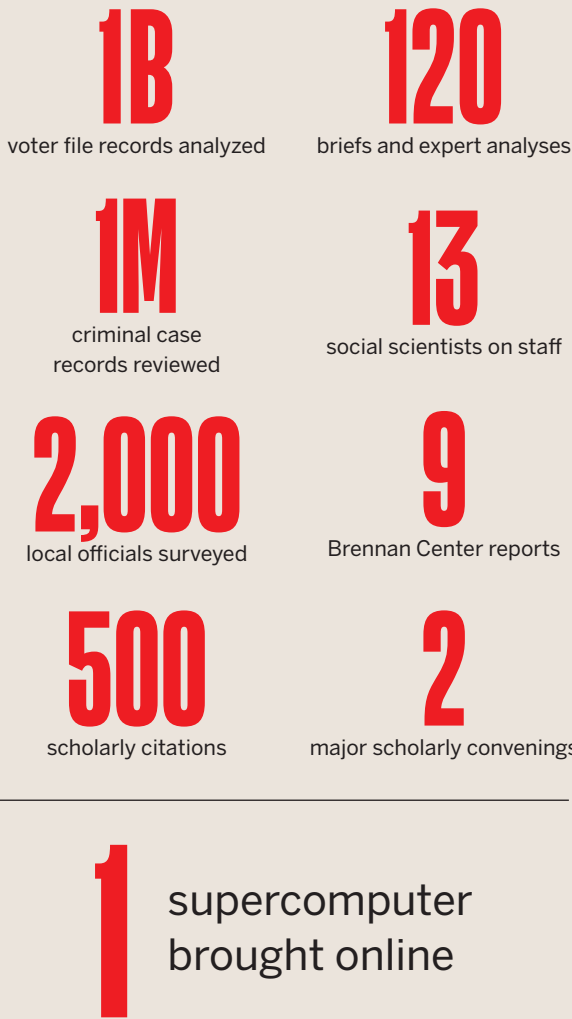 1B
voter file records analyzed
120
briefs and expert analyses
1M
criminal case
records reviewed
13
social scientists on staff
2,000
local officials surveyed
9
Brennan Center reports
500
scholarly citations
2
major scholarly convenings
1
supercomputer
brought online